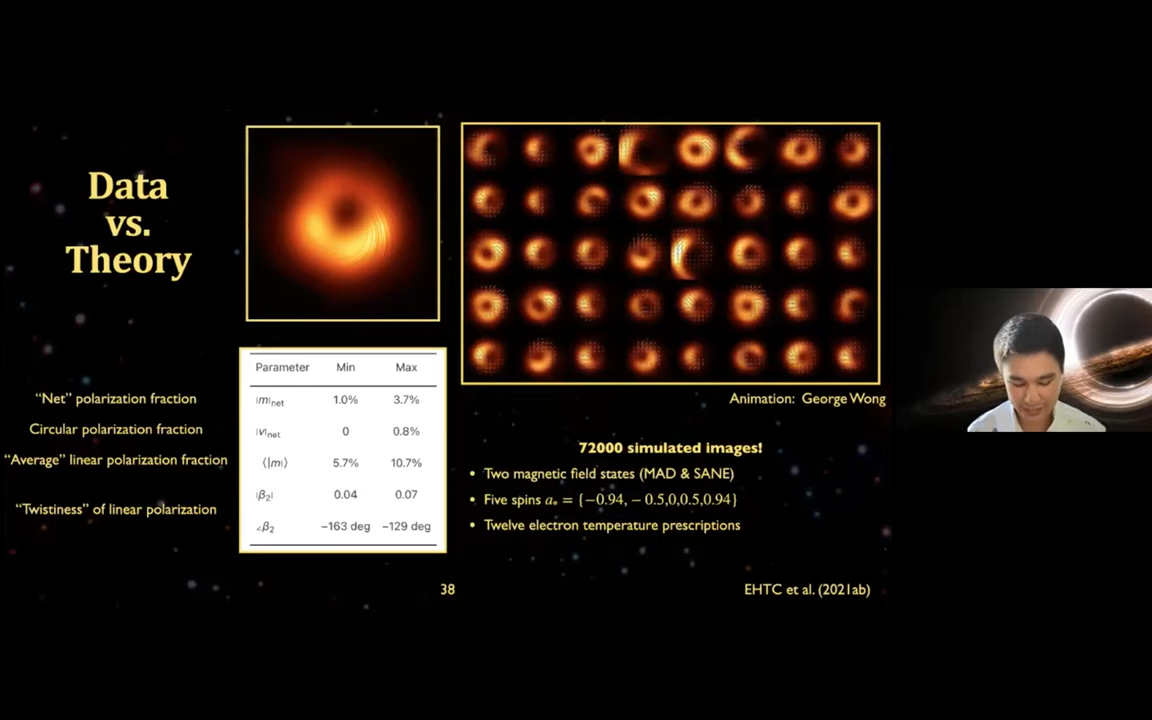 Data
vs.
Theory
"Net" polarization fraction
Circular polarization fraction
"Average" linear polarization fraction
"Twistiness" of linear polarization
Parameter Min Max
|m|net 1.0% 3.7%
|v|net 0 0.8%
⟨|m|⟩ 5.7% 10.7%
|β₂| 0.04 0.07
∠β₂ −163 deg −129 deg
Animation: George Wong
72000 simulated images!
• Two magnetic field states (MAD & SANE)
• Five spins a* = {−0.94, − 0.5,0,0.5,0.94}
• Twelve electron temperature prescriptions
38
EHTC et al. (2021ab)